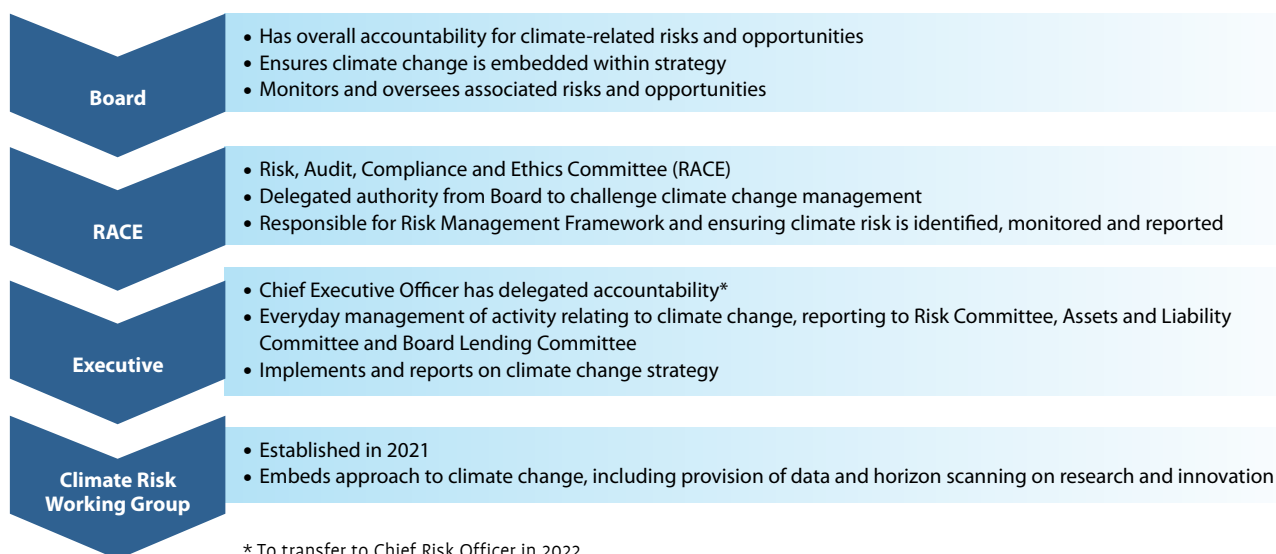 Board
• Has overall accountability for climate-related risks and opportunities
• Ensures climate change is embedded within strategy
• Monitors and oversees associated risks and opportunities
RACE
• Risk, Audit, Compliance and Ethics Committee (RACE)
• Delegated authority from Board to challenge climate change management
• Responsible for Risk Management Framework and ensuring climate risk is identified, monitored and reported
Executive
• Chief Executive Officer has delegated accountability*
• Everyday management of activity relating to climate change, reporting to Risk Committee, Assets and Liability
Committee and Board Lending Committee
• Implements and reports on climate change strategy
Climate Risk
Working Group
• Established in 2021
• Embeds approach to climate change, including provision of data and horizon scanning on research and innovation
* To transfer to Chief Risk Officer in 2022